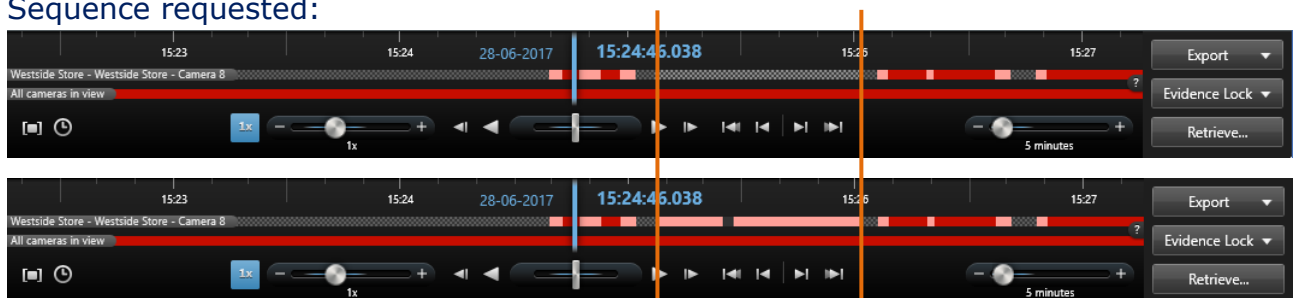 Sequence requested:
15:23 15:24 28-06-2017 15:24:46.038 15:26 15:27
Westside Store - Westside Store - Camera 8
All cameras in view
?
1x
1x
5 minutes
Export
Evidence Lock
Retrieve...
15:23 15:24 28-06-2017 15:24:46.038 15:26 15:27
Westside Store - Westside Store - Camera 8
All cameras in view
?
1x
1x
5 minutes
Export
Evidence Lock
Retrieve...